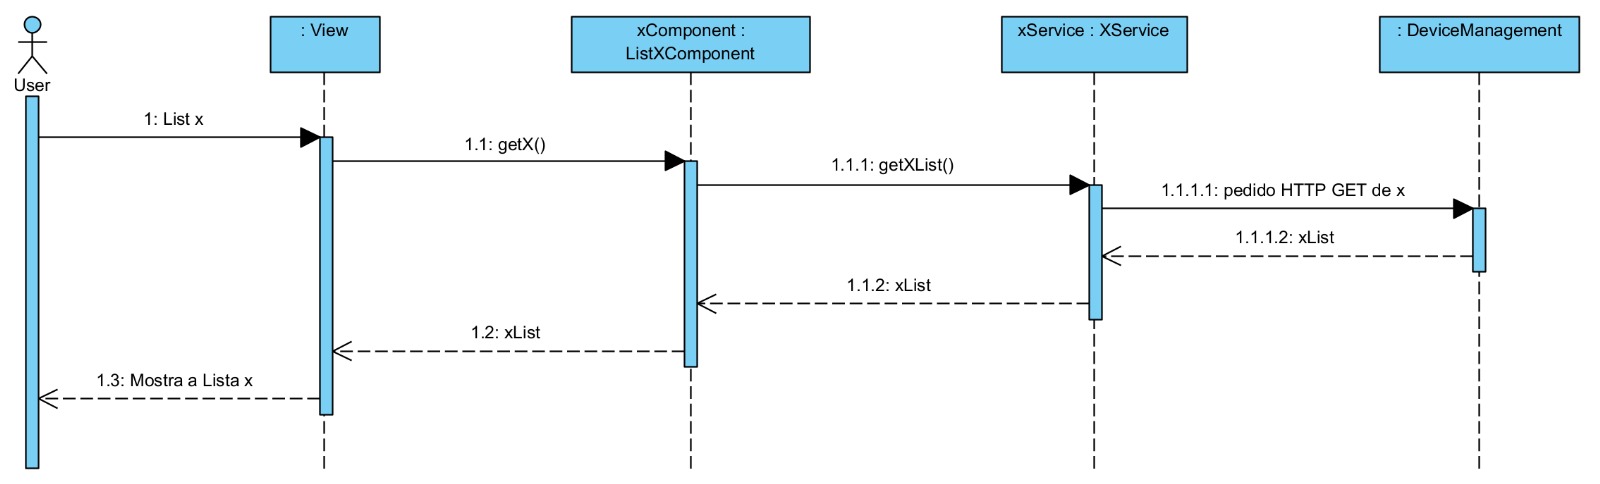 : View
xComponent :
ListXComponent
xService : XService
: DeviceManagement
User
1: List x
1.1: getX()
1.1.1: getXList()
1.1.1.1: pedido HTTP GET de x
1.1.1.2: xList
1.1.2: xList
1.2: xList
1.3: Mostra a Lista x